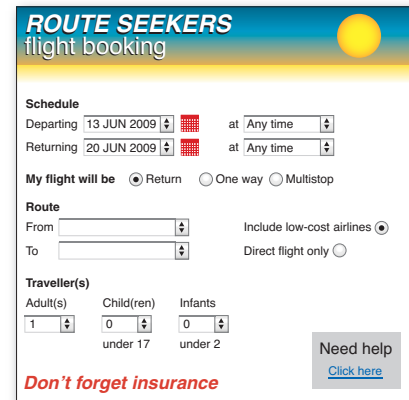 ROUTE SEEKERS
flight booking
Schedule
Departing 13 JUN 2009 at Any time
Returning 20 JUN 2009 at Any time
My flight will be Return One way Multistop
Route
From Include low-cost airlines
To Direct flight only
Traveller(s)
Adult(s) Child(ren) Infants
1 0 0
under 17 under 2
Need help
Click here
Don't forget insurance